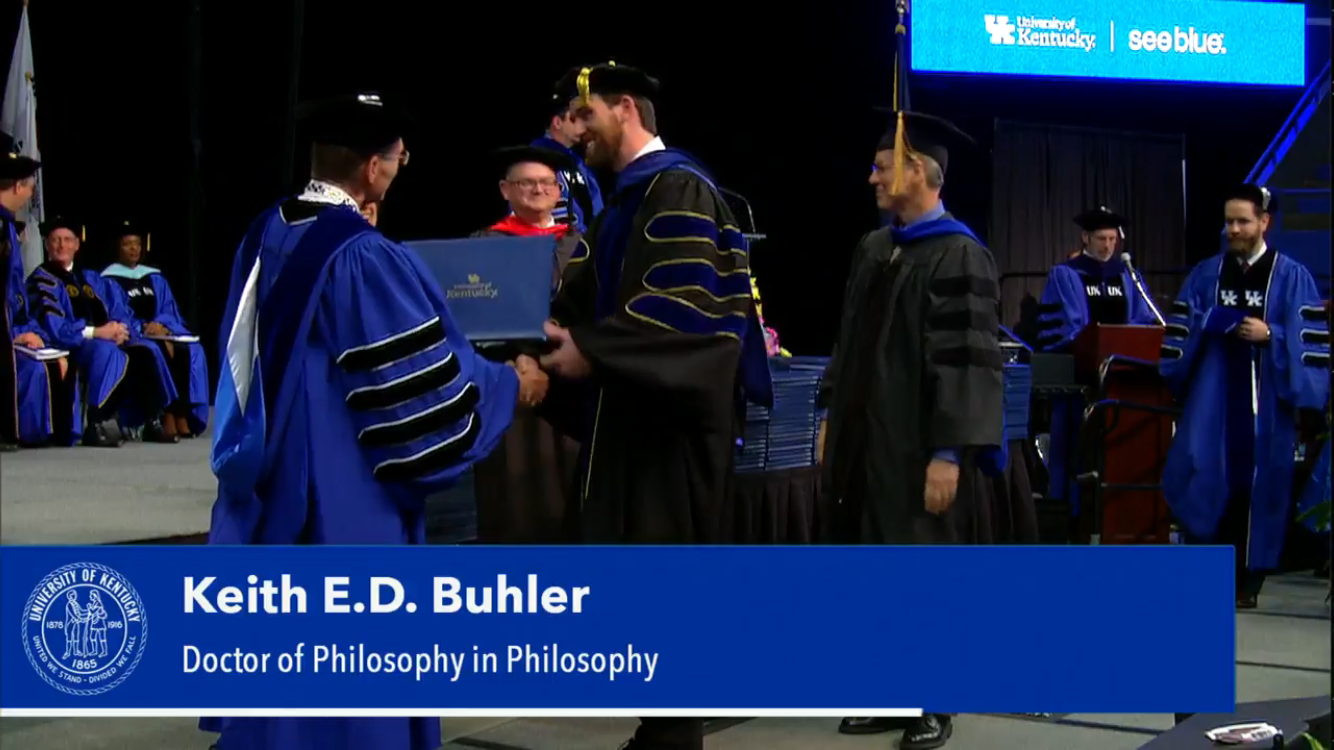 University of
Kentucky.
see blue.
University of
Kentucky.
UK UK
UK UK
UNIVERSITY OF KENTUCKY
1878 1916
1865
UNITED WE STAND - DIVIDED WE FALL
Keith E.D. Buhler
Doctor of Philosophy in Philosophy